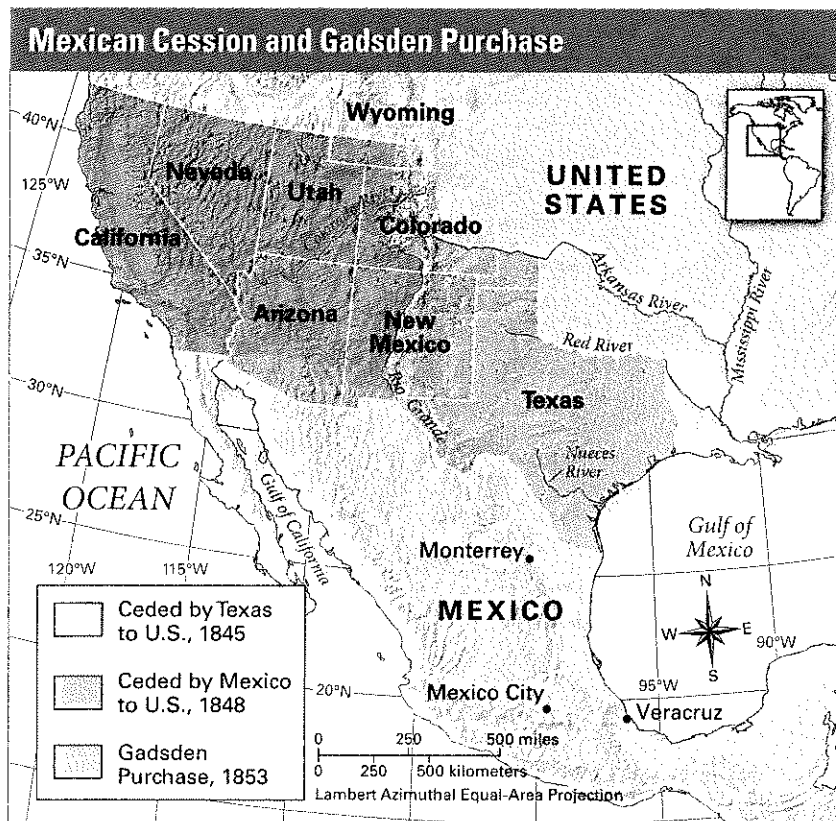 Mexican Cession and Gadsden Purchase
Wyoming
40°N
125°W
Nevada
Utah
UNITED
STATES
Colorado
California
Colorado
35°N
Arkansas River
Mississippi River
Arizona
New
Mexico
Red River
30°N
Rio Grande
Texas
PACIFIC
OCEAN
Nueces
River
Gulf of California
25°N
Gulf of
Mexico
120°W
115°W
Monterrey
MEXICO
N
W
E
S
90°W
Ceded by Texas
to U.S., 1845
Ceded by Mexico
to U.S., 1848
Gadsden
Purchase, 1853
20°N
Mexico City
95°W
Veracruz
0 250 500 miles
0 250 500 kilometers
Lambert Azimuthal Equal-Area Projection